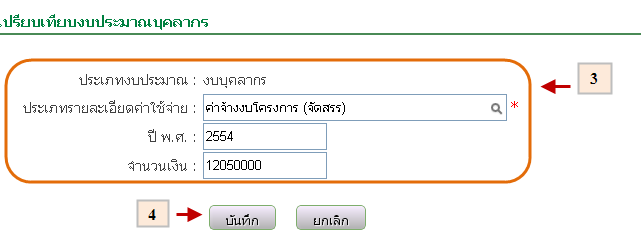 เปรียบเทียบงบประมาณบุคลากร
ประเภทงบประมาณ : งบบุคลากร
3
ประเภทรายละเอียดค่าใช้จ่าย : ค่าจ้างงบโครงการ (จัดสรร) *
ปี พ.ศ. : 2554
จำนวนเงิน : 12050000
4 บันทึก ยกเลิก